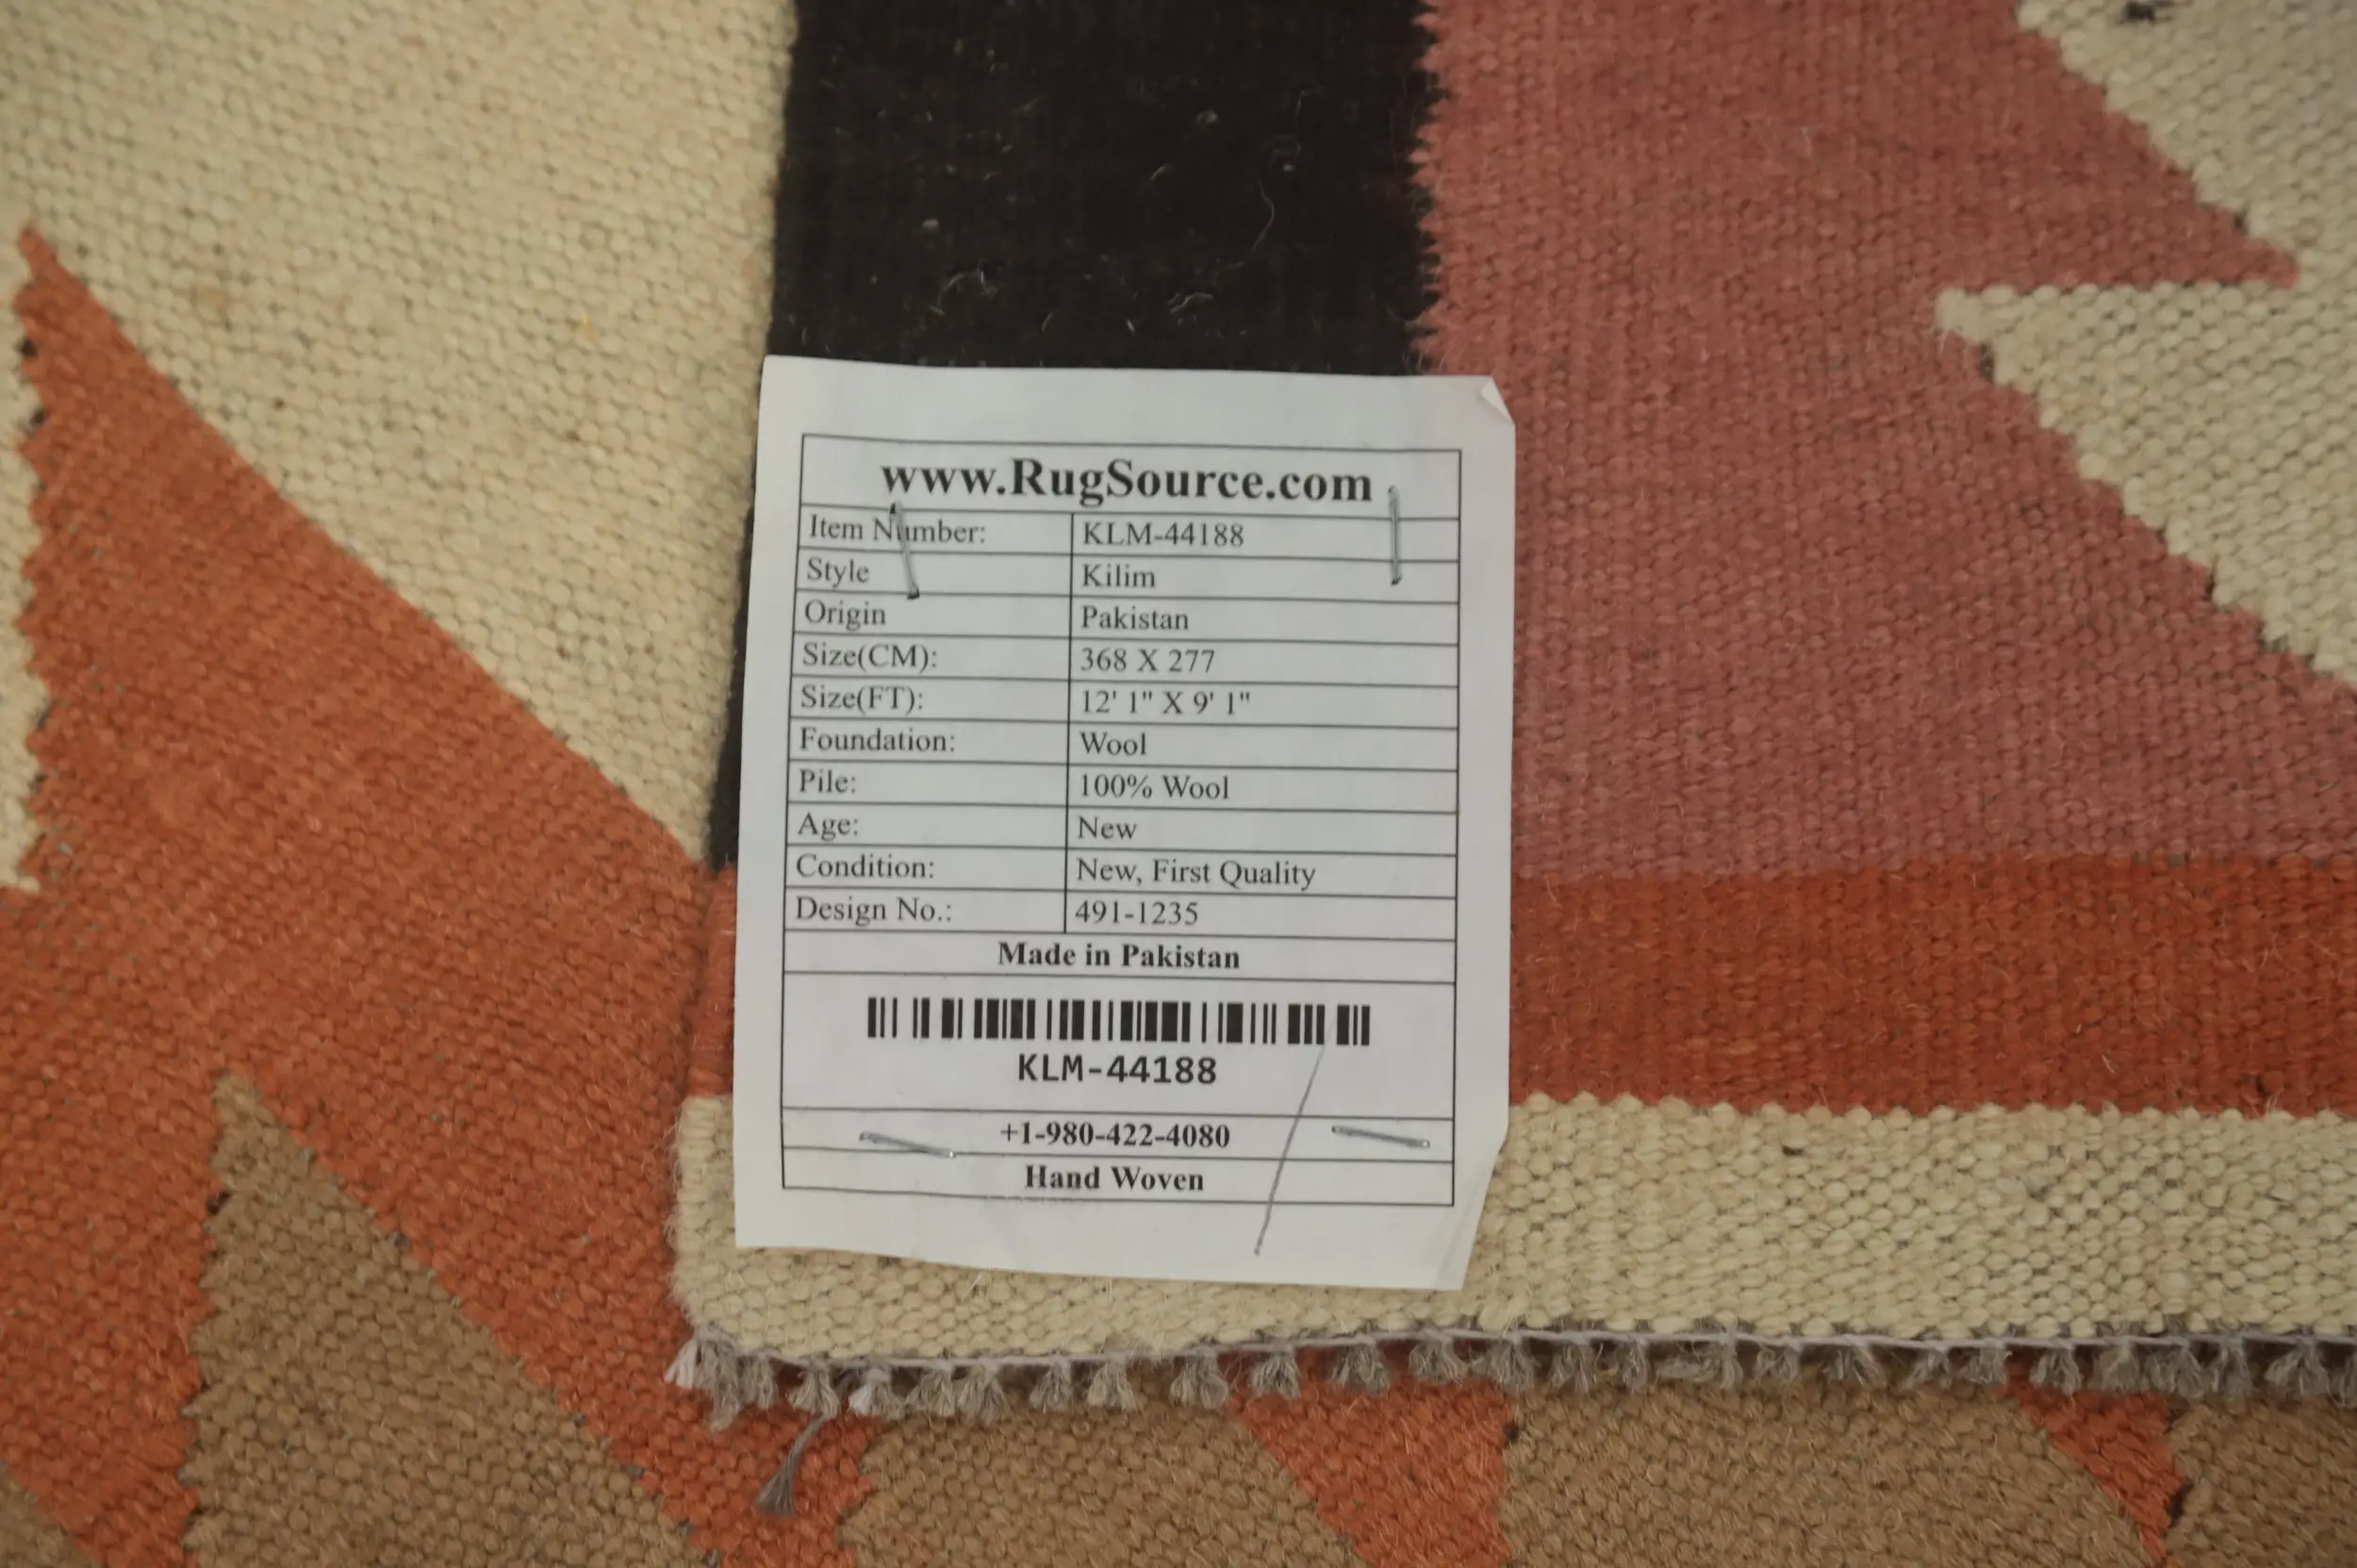 www.RugSource.com
Item Number: KLM-44188
Style Kilim
Origin Pakistan
Size(CM): 368 X 277
Size(FT): 12' 1" X 9' 1"
Foundation: Wool
Pile: 100% Wool
Age: New
Condition: New, First Quality
Design No.: 491-1235
Made in Pakistan
KLM-44188
+1-980-422-4080
Hand Woven